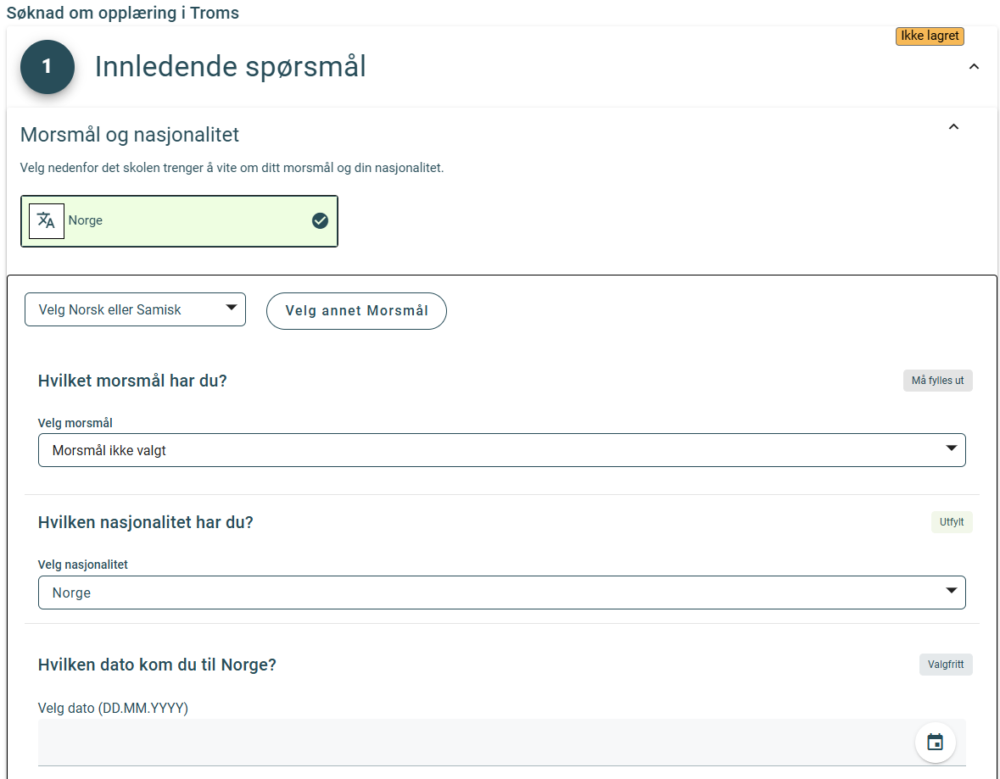 Søknad om opplæring i Troms
Ikke lagret
1
Innledende spørsmål
Morsmål og nasjonalitet
Velg nedenfor det skolen trenger å vite om ditt morsmål og din nasjonalitet.
Norge
Velg Norsk eller Samisk
Velg annet Morsmål
Hvilket morsmål har du?
Må fylles ut
Velg morsmål
Morsmål ikke valgt
Hvilken nasjonalitet har du?
Utfylt
Velg nasjonalitet
Norge
Hvilken dato kom du til Norge?
Valgfritt
Velg dato (DD.MM.YYYY)